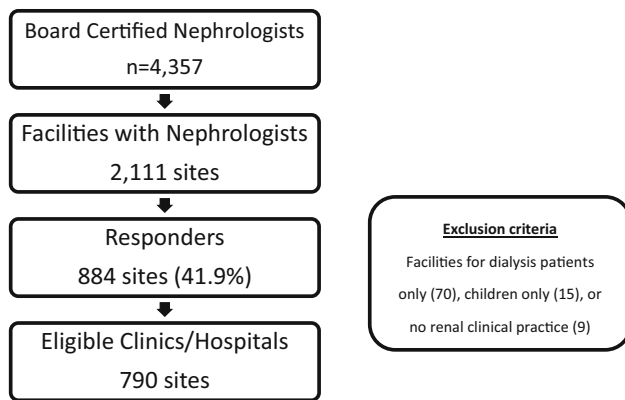 Board Certified Nephrologists
n=4,357
Facilities with Nephrologists
2,111 sites
Responders
884 sites (41.9%)
Eligible Clinics/Hospitals
790 sites
Exclusion criteria
Facilities for dialysis patients
only (70), children only (15), or
no renal clinical practice (9)